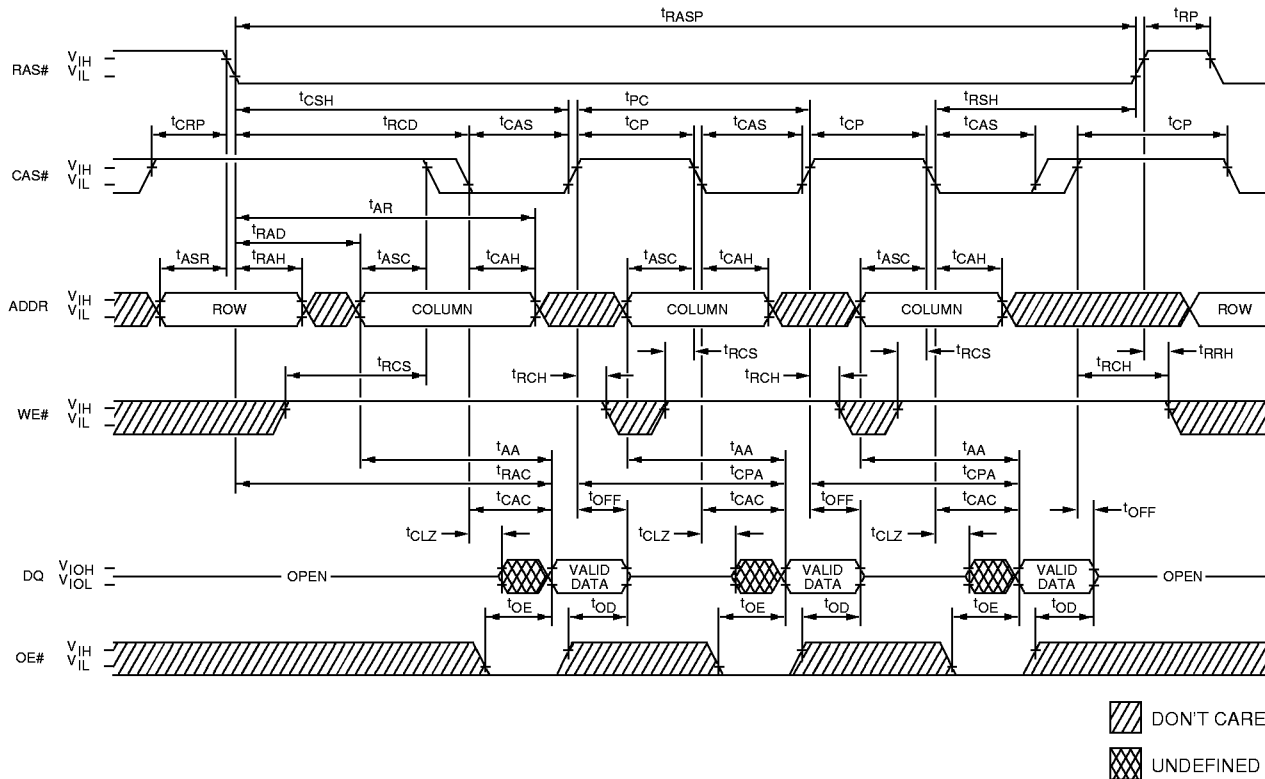 tRASP tRP
RAS# VIH
VIL
tCSH tPC tRSH
tCRP tRCD tCAS tCP tCAS tCP tCAS tCP
CAS# VIH
VIL
tAR
tRAD
tASR tRAH tASC tCAH tASC tCAH tASC tCAH
ADDR VIH
VIL
ROW COLUMN COLUMN COLUMN ROW
tRCS tRCH tRCS tRCH tRCS tRCH tRRH
WE# VIH
VIL
tAA tAA tAA
tRAC tCPA tCPA
tCAC tOFF tCAC tOFF tCAC tOFF
tCLZ tCLZ tCLZ
DQ VIOH
VIOL
OPEN VALID DATA VALID DATA VALID DATA OPEN
tOE tOD tOE tOD tOE tOD
OE# VIH
VIL
DON'T CARE
UNDEFINED